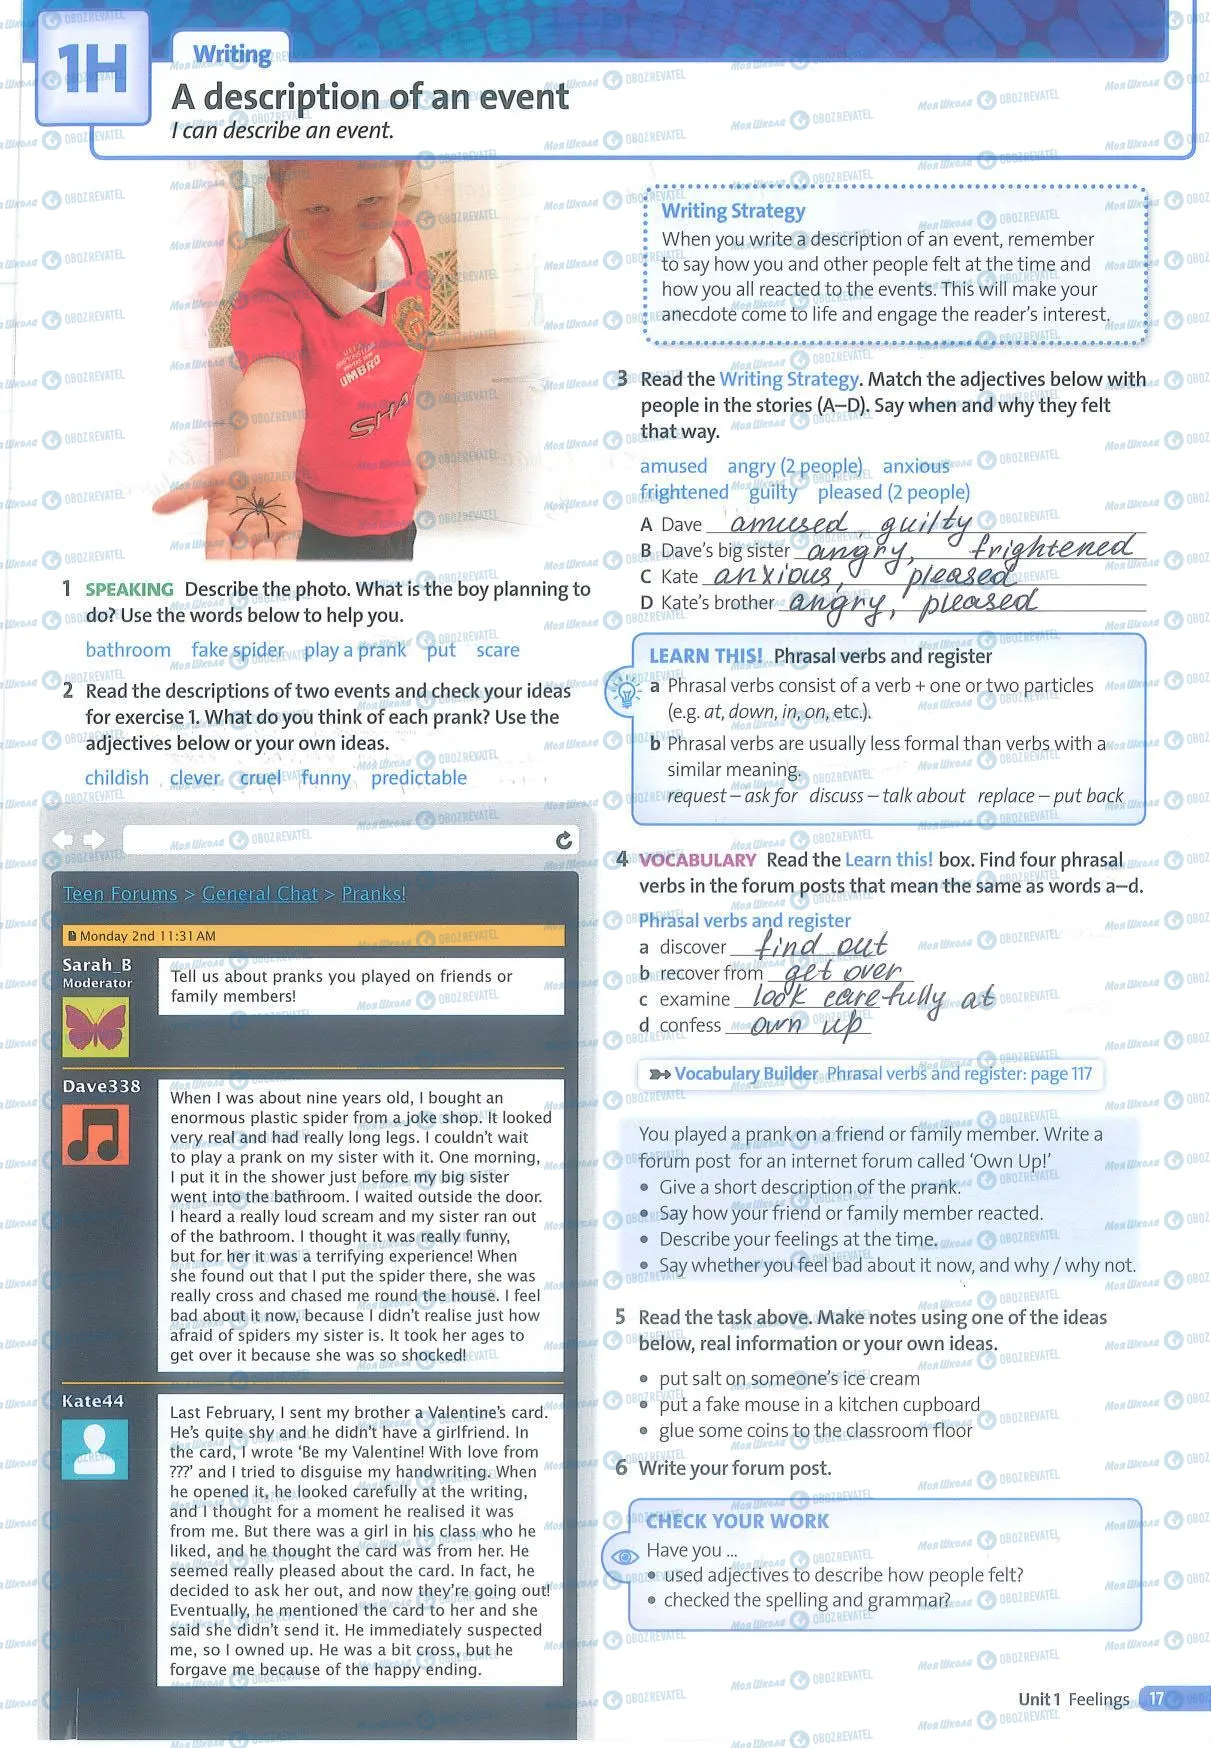 1H
Writing
A description of an event
I can describe an event.
UMBRO
SHA
1 SPEAKING Describe the photo. What is the boy planning to
do? Use the words below to help you.
bathroom fake spider play a prank put scare
2 Read the descriptions of two events and check your ideas
for exercise 1. What do you think of each prank? Use the
adjectives below or your own ideas.
childish clever cruel funny predictable
Teen Forums > General Chat > Pranks!
Monday 2nd 11:31 AM
Sarah_B
Moderator
Tell us about pranks you played on friends or
family members!
Dave338
When I was about nine years old, I bought an
enormous plastic spider from a joke shop. It looked
very real and had really long legs. I couldn't wait
to play a prank on my sister with it. One morning,
I put it in the shower just before my big sister
went into the bathroom. I waited outside the door.
I heard a really loud scream and my sister ran out
of the bathroom. I thought it was really funny,
but for her it was a terrifying experience! When
she found out that I put the spider there, she was
really cross and chased me round the house. I feel
bad about it now, because I didn't realise just how
afraid of spiders my sister is. It took her ages to
get over it because she was so shocked!
Kate44
Last February, I sent my brother a Valentine's card.
He's quite shy and he didn't have a girlfriend. In
the card, I wrote 'Be my Valentine! With love from
???' and I tried to disguise my handwriting. When
he opened it, he looked carefully at the writing,
and I thought for a moment he realised it was
from me. But there was a girl in his class who he
liked, and he thought the card was from her. He
seemed really pleased about the card. In fact, he
decided to ask her out, and now they're going out!
Eventually, he mentioned the card to her and she
said she didn't send it. He immediately suspected
me, so I owned up. He was a bit cross, but he
forgave me because of the happy ending.
Writing Strategy
When you write a description of an event, remember
to say how you and other people felt at the time and
how you all reacted to the events. This will make your
anecdote come to life and engage the reader's interest.
3 Read the Writing Strategy. Match the adjectives below with
people in the stories (A–D). Say when and why they felt
that way.
amused angry (2 people) anxious
frightened guilty pleased (2 people)
A Dave amused, guilty
B Dave's big sister angry, frightened
C Kate anxious, pleased
D Kate's brother angry, pleased
LEARN THIS! Phrasal verbs and register
a Phrasal verbs consist of a verb + one or two particles
(e.g. at, down, in, on, etc.).
b Phrasal verbs are usually less formal than verbs with a
similar meaning.
request – ask for discuss – talk about replace – put back
4 VOCABULARY Read the Learn this! box. Find four phrasal
verbs in the forum posts that mean the same as words a–d.
Phrasal verbs and register
a discover find out
b recover from get over
c examine look carefully at
d confess own up
Vocabulary Builder Phrasal verbs and register: page 117
You played a prank on a friend or family member. Write a
forum post for an internet forum called 'Own Up!'
• Give a short description of the prank.
• Say how your friend or family member reacted.
• Describe your feelings at the time.
• Say whether you feel bad about it now, and why / why not.
5 Read the task above. Make notes using one of the ideas
below, real information or your own ideas.
• put salt on someone's ice cream
• put a fake mouse in a kitchen cupboard
• glue some coins to the classroom floor
6 Write your forum post.
CHECK YOUR WORK
Have you ...
• used adjectives to describe how people felt?
• checked the spelling and grammar?
Unit 1 Feelings 17
Моя Школа OBOZREVATEL